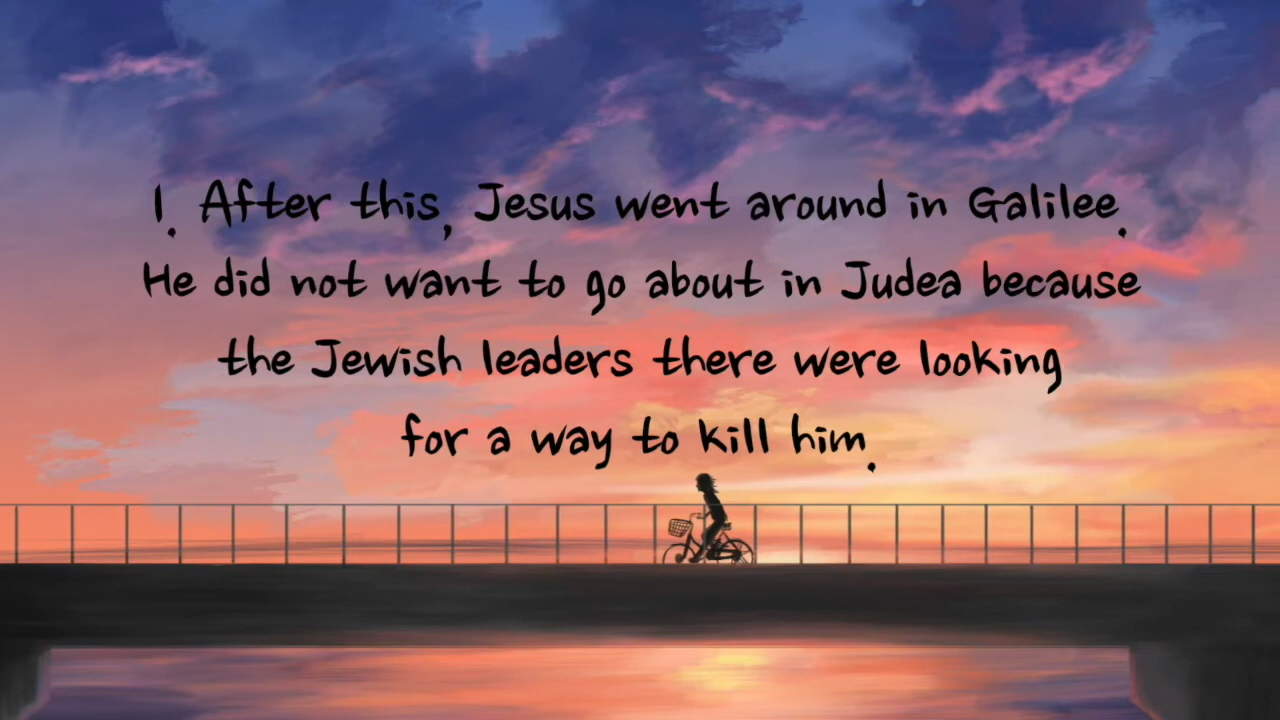 1. After this, Jesus went around in Galilee.
He did not want to go about in Judea because
the Jewish leaders there were looking
for a way to kill him.